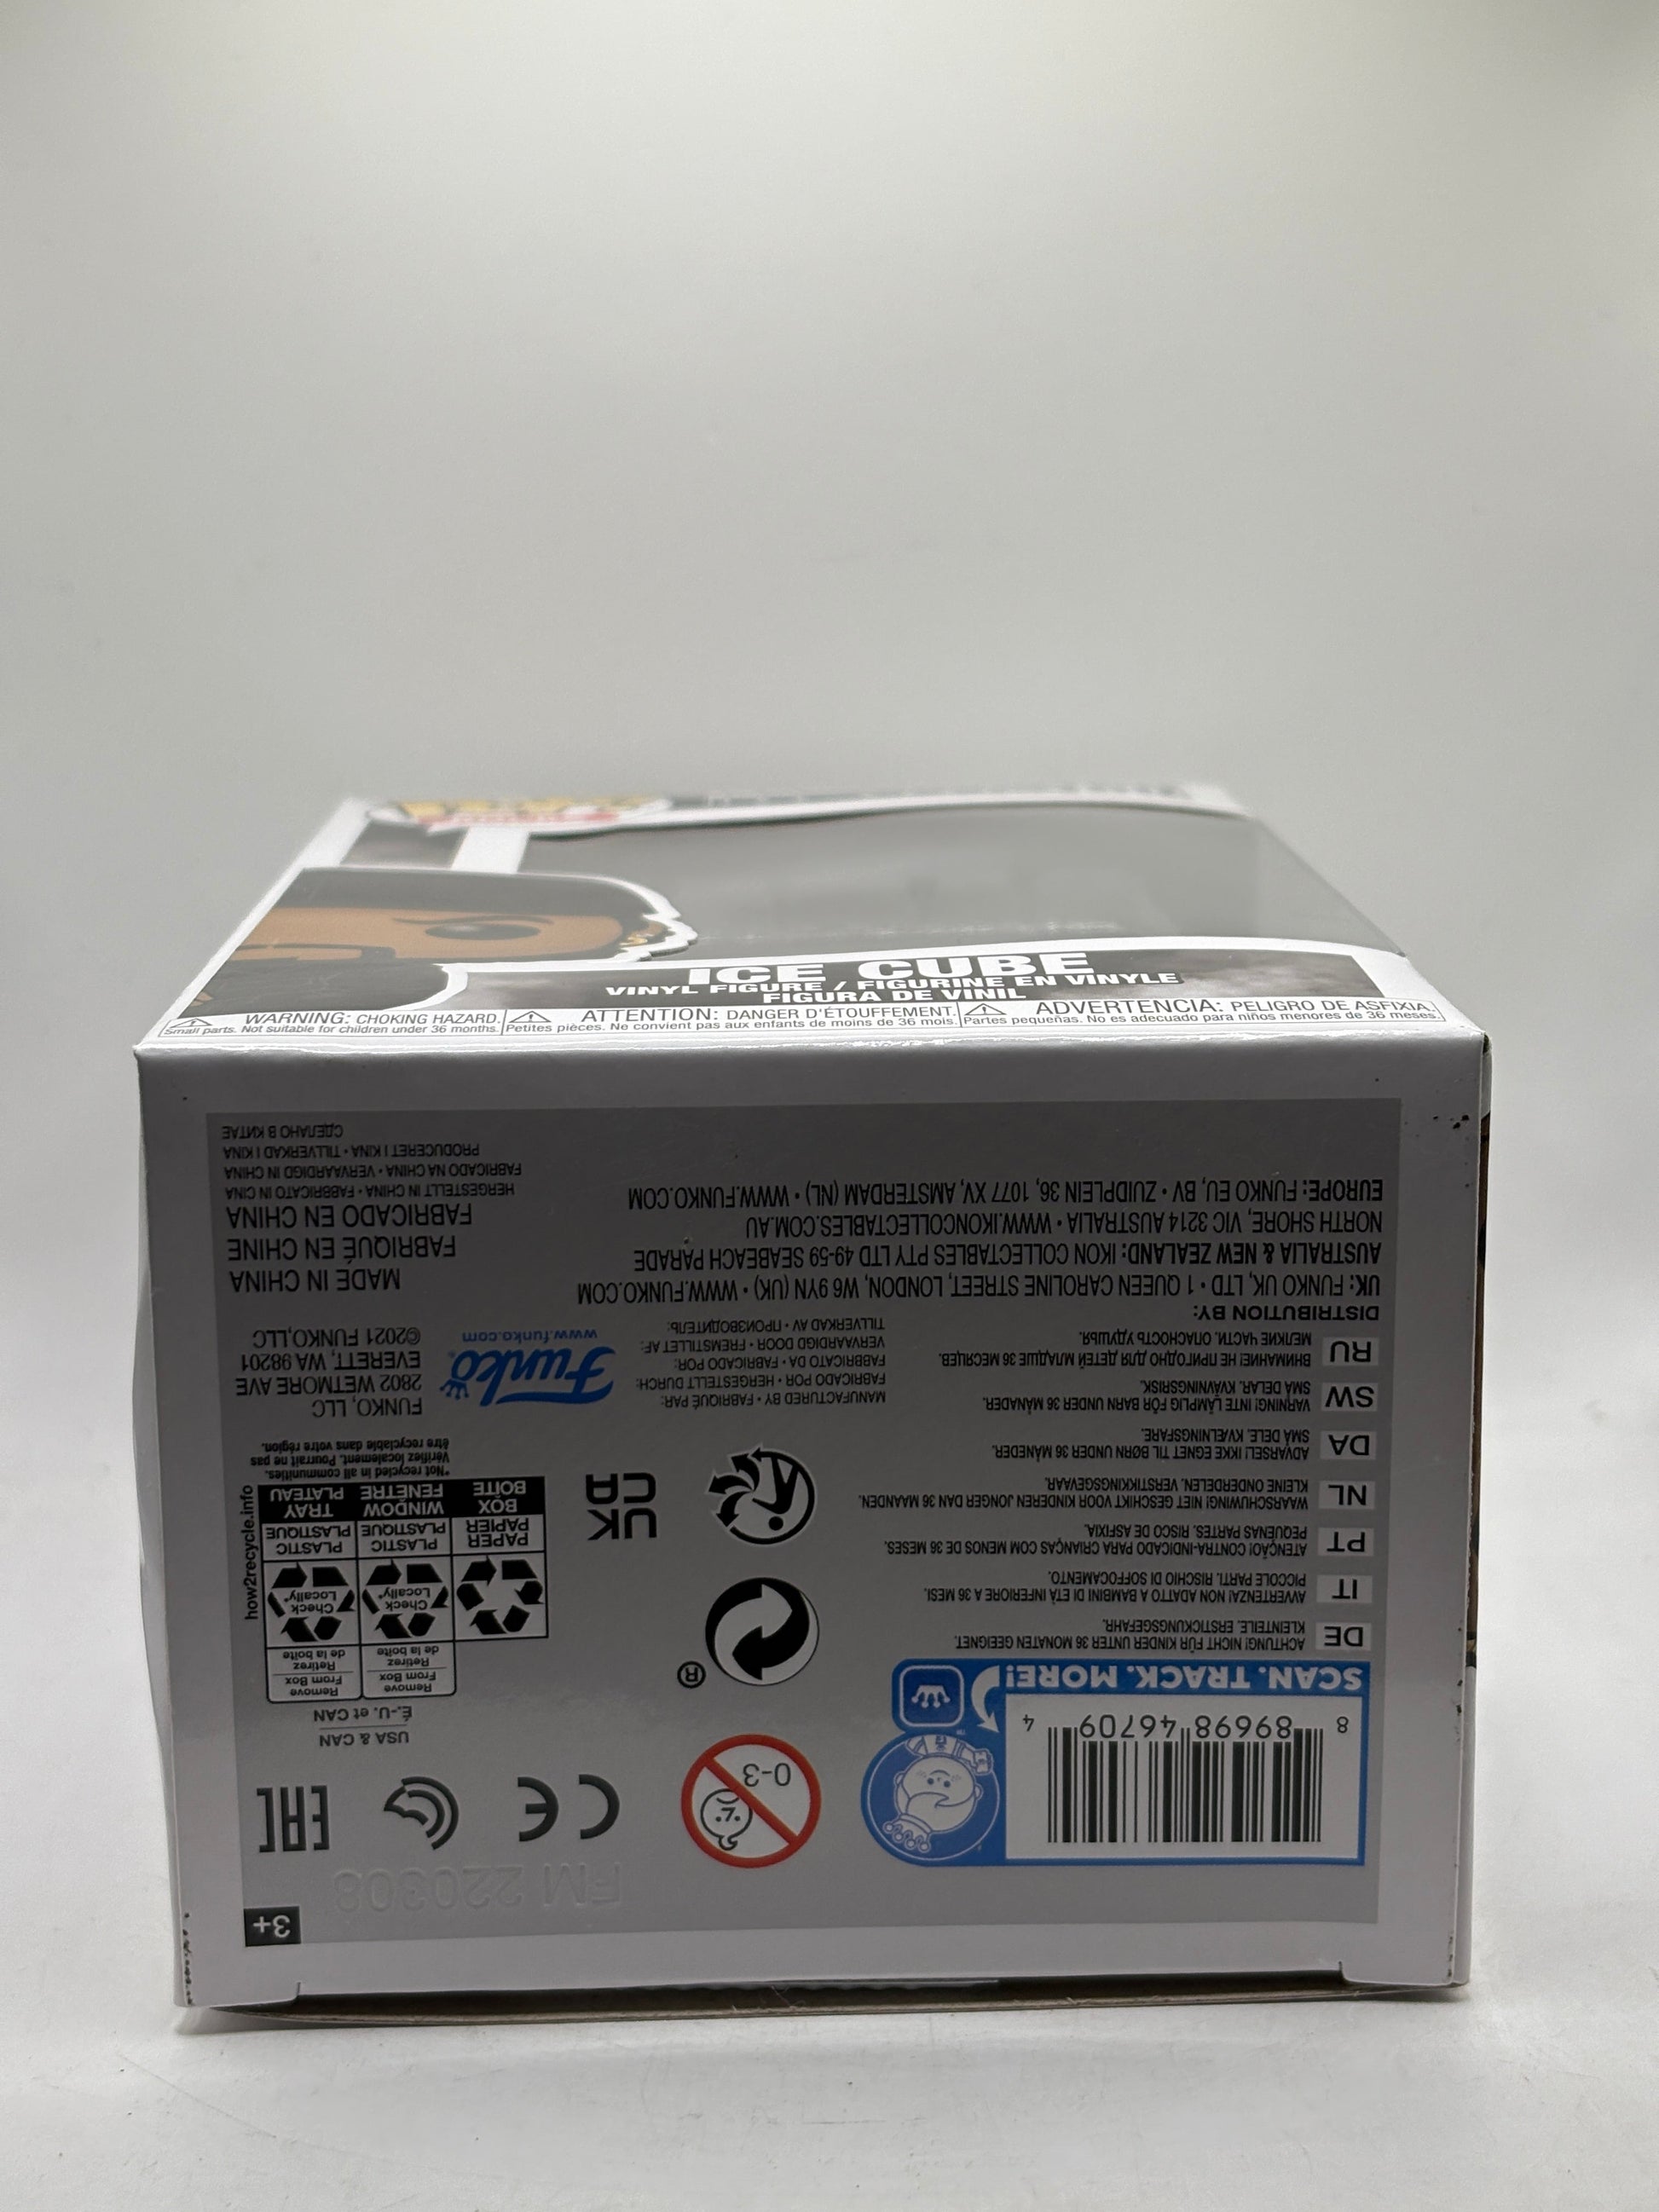 ICE CUBE
VINYL FIGURE / FIGURINE EN VINYLE
FIGURA DE VINIL
WARNING: CHOKING HAZARD.
Small parts. Not suitable for children under 36 months.
ATTENTION: DANGER D'ÉTOUFFEMENT.
Petites pièces. Ne convient pas aux enfants de moins de 36 mois.
ADVERTENCIA: PELIGRO DE ASFIXIA.
Partes pequeñas. No es adecuado para niños menores de 36 meses.
3+
FM 220308
8 89698 46709 4
SCAN. TRACK. MORE!
0-3
CE
EAC
DE
ACHTUNG! NICHT FÜR KINDER UNTER 36 MONATEN GEEIGNET.
KLEINTEILE. ERSTICKUNGSGEFAHR.
IT
AVVERTENZA! NON ADATTO A BAMBINI DI ETÀ INFERIORE A 36 MESI.
PICCOLE PARTI. RISCHIO DI SOFFOCAMENTO.
PT
ATENÇÃO! CONTRA-INDICADO PARA CRIANÇAS COM MENOS DE 36 MESES.
PEQUENAS PARTES. RISCO DE ASFIXIA.
NL
WAARSCHUWING! NIET GESCHIKT VOOR KINDEREN JONGER DAN 36 MAANDEN.
KLEINE ONDERDELEN. VERSTIKKINGSGEVAAR.
DA
ADVARSEL! IKKE EGNET TIL BØRN UNDER 36 MÅNEDER.
SMÅ DELE. KVÆLNINGSFARE.
SW
VARNING! INTE LÄMPLIG FÖR BARN UNDER 36 MÅNADER.
SMÅ DELAR. KVÄVNINGSRISK.
RU
ВНИМАНИЕ! НЕ ПРИГОДНО ДЛЯ ДЕТЕЙ МЛАДШЕ 36 МЕСЯЦЕВ.
МЕЛКИЕ ЧАСТИ. ОПАСНОСТЬ УДУШЬЯ.
®
UK
CA
USA & CAN
É.-U. et CAN
Remove
From Box
Retirez
de la boîte
Remove
From Box
Retirez
de la boîte
Check
Locally*
Check
Locally*
PAPER
PAPIER
BOX
BOÎTE
PLASTIC
PLASTIQUE
WINDOW
FENÊTRE
PLASTIC
PLASTIQUE
TRAY
PLATEAU
how2recycle.info
*Not recycled in all communities.
Vérifiez localement. Pourrait ne pas
être recyclable dans votre région.
MANUFACTURED BY • FABRIQUÉ PAR:
FABRICADO POR • HERGESTELLT DURCH:
FABBRICATO DA • FABRICADO POR:
VERVAARDIGD DOOR • FREMSTILLET AF:
TILLVERKAD AV • ПРОИЗВОДИТЕЛЬ:
Funko®
www.funko.com
FUNKO, LLC
2802 WETMORE AVE
EVERETT, WA 98201
©2021 FUNKO,LLC
DISTRIBUTION BY:
UK: FUNKO UK, LTD • 1 QUEEN CAROLINE STREET, LONDON, W6 9YN (UK) • WWW.FUNKO.COM
AUSTRALIA & NEW ZEALAND: IKON COLLECTABLES PTY LTD 49-59 SEABEACH PARADE
NORTH SHORE, VIC 3214 AUSTRALIA • WWW.IKONCOLLECTABLES.COM.AU
EUROPE: FUNKO EU, BV • ZUIDPLEIN 36, 1077 XV, AMSTERDAM (NL) • WWW.FUNKO.COM
MADE IN CHINA
FABRIQUÉ EN CHINE
FABRICADO EN CHINA
HERGESTELLT IN CHINA • FABBRICATO IN CINA
FABRICADO NA CHINA • VERVAARDIGD IN CHINA
PRODUCERET I KINA • TILLVERKAD I KINA
СДЕЛАНО В КИТАЕ